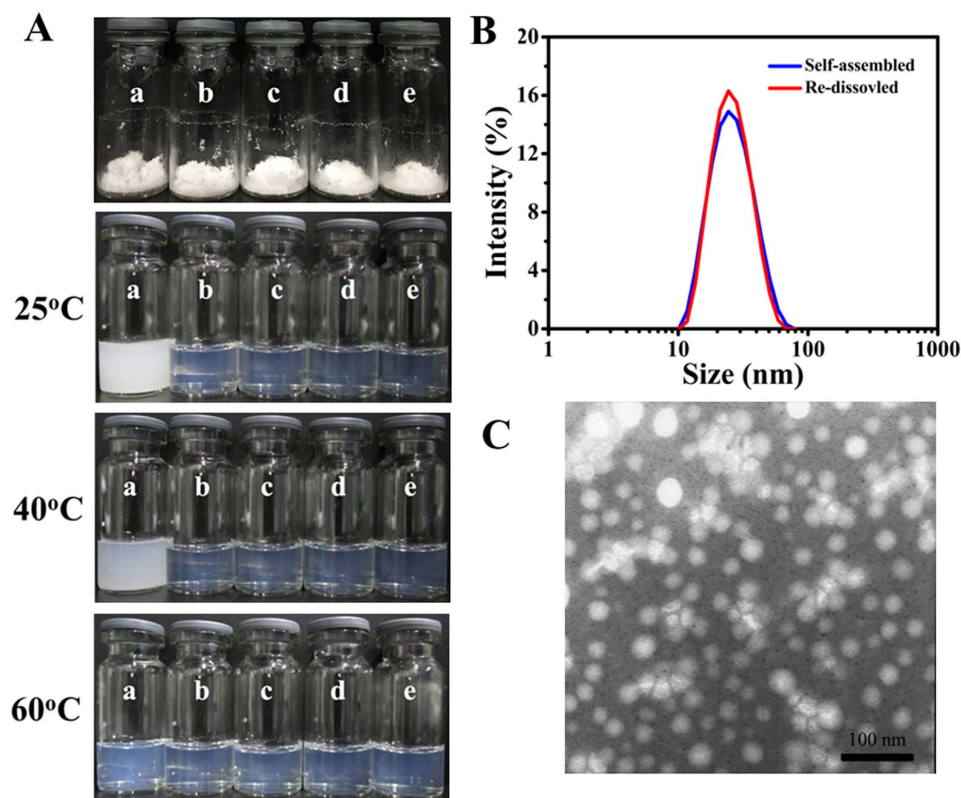 A
a b c d e
25°C
a b c d e
40°C
a b c d e
60°C
a b c d e
B
Intensity (%)
20
16
12
8
4
0
Self-assembled
Re-dissovled
1 10 100 1000
Size (nm)
C
100 nm